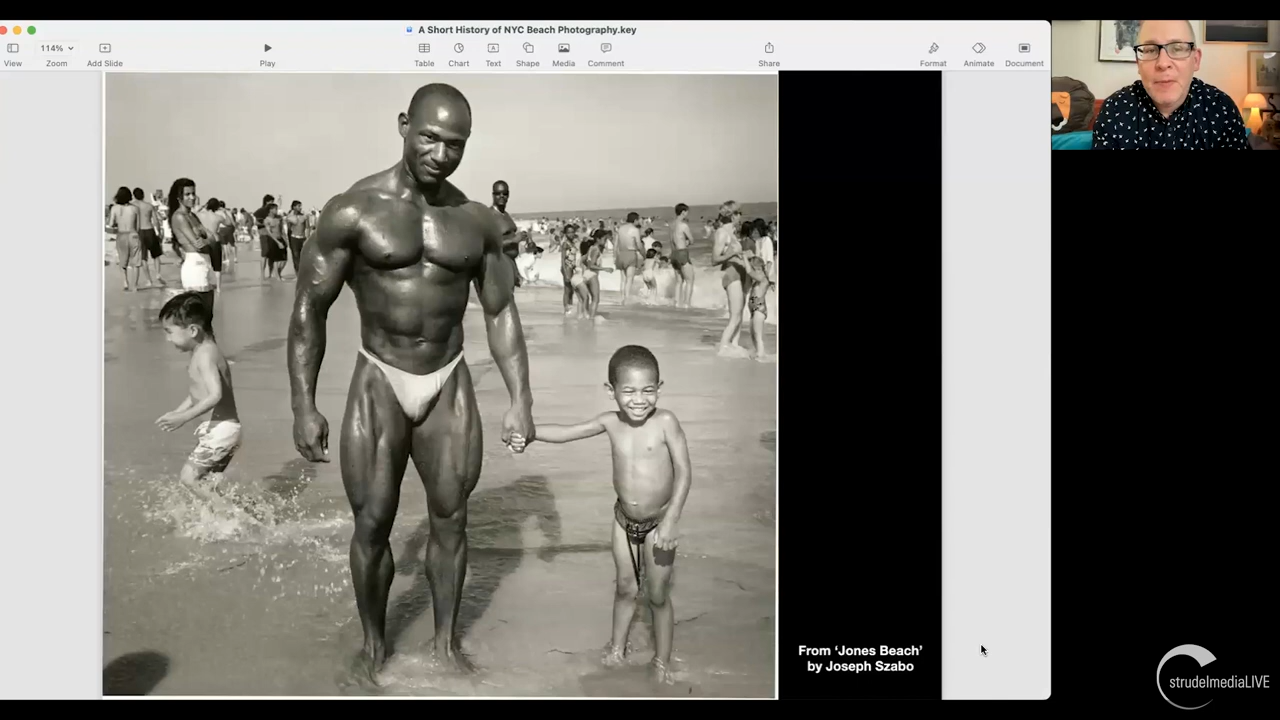 A Short History of NYC Beach Photography.key
114%
View
Zoom
Add Slide
Play
Table
Chart
Text
Shape
Media
Comment
Share
Format
Animate
Document
From ‘Jones Beach’
by Joseph Szabo
strudelmediaLIVE